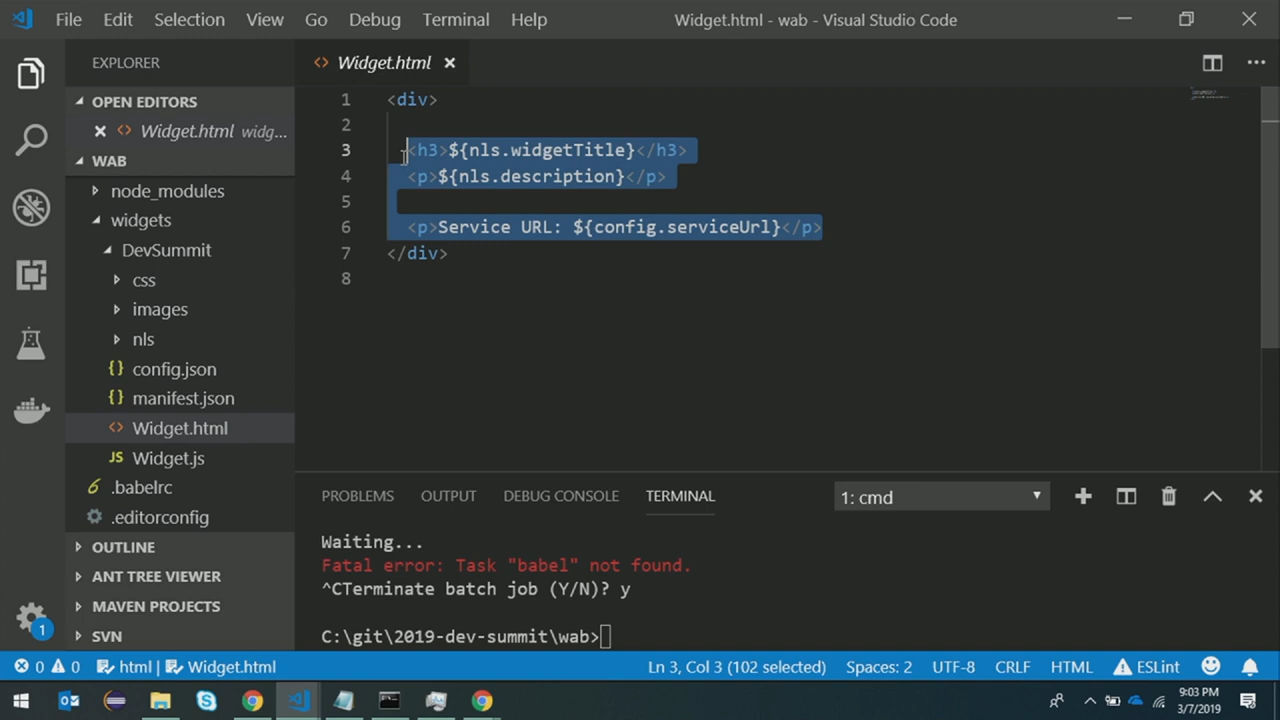 File Edit Selection View Go Debug Terminal Help Widget.html - wab - Visual Studio Code
EXPLORER
Widget.html
OPEN EDITORS
Widget.html widg...
WAB
node_modules
widgets
DevSummit
css
images
nls
config.json
manifest.json
Widget.html
JS Widget.js
.babelrc
.editorconfig
OUTLINE
ANT TREE VIEWER
MAVEN PROJECTS
SVN
1
1 <div>
2
3 <h3>${nls.widgetTitle}</h3>
4 <p>${nls.description}</p>
5
6 <p>Service URL: ${config.serviceUrl}</p>
7 </div>
8
PROBLEMS OUTPUT DEBUG CONSOLE TERMINAL 1: cmd
Waiting...
Fatal error: Task "babel" not found.
^CTerminate batch job (Y/N)? y
C:\git\2019-dev-summit\wab>
0 0 html | Widget.html Ln 3, Col 3 (102 selected) Spaces: 2 UTF-8 CRLF HTML ESLint
9:03 PM
3/7/2019